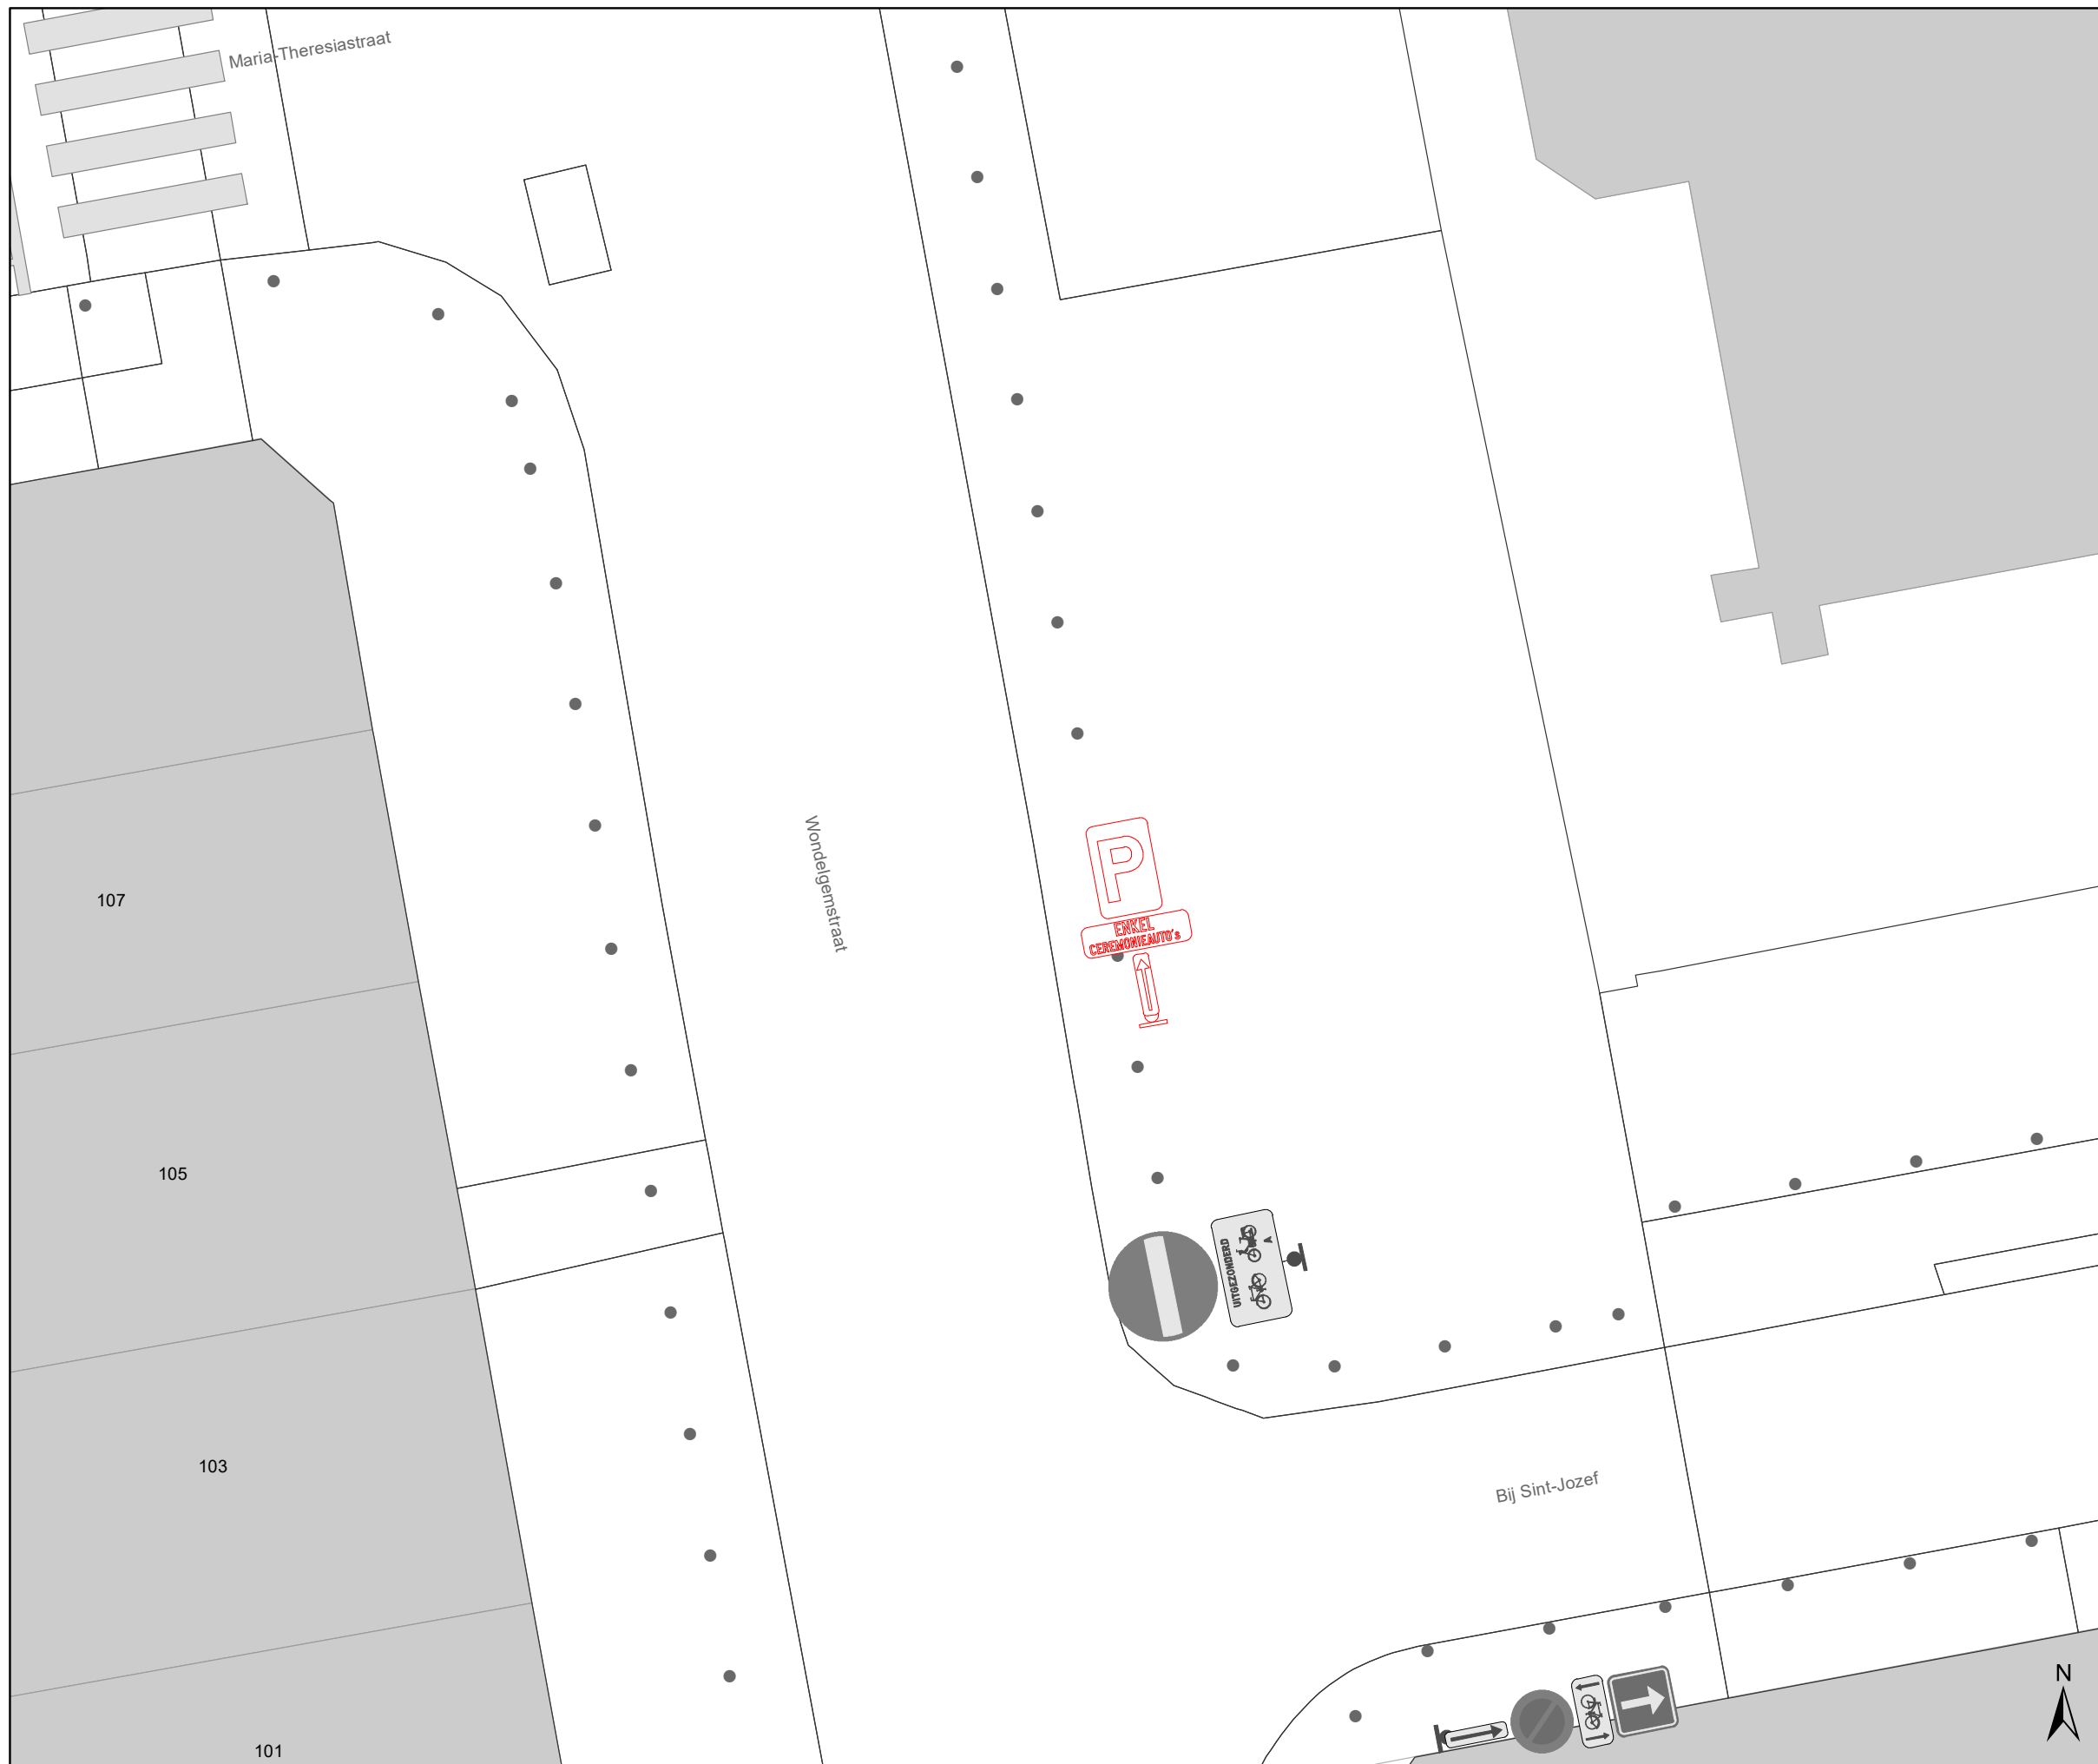 Maria-Theresiastraat
Wondelgemstraat
P
ENKEL
CEREMONIEAUTO's
107
105
UITGEZONDERD
A
103
Bij Sint-Jozef
N
101